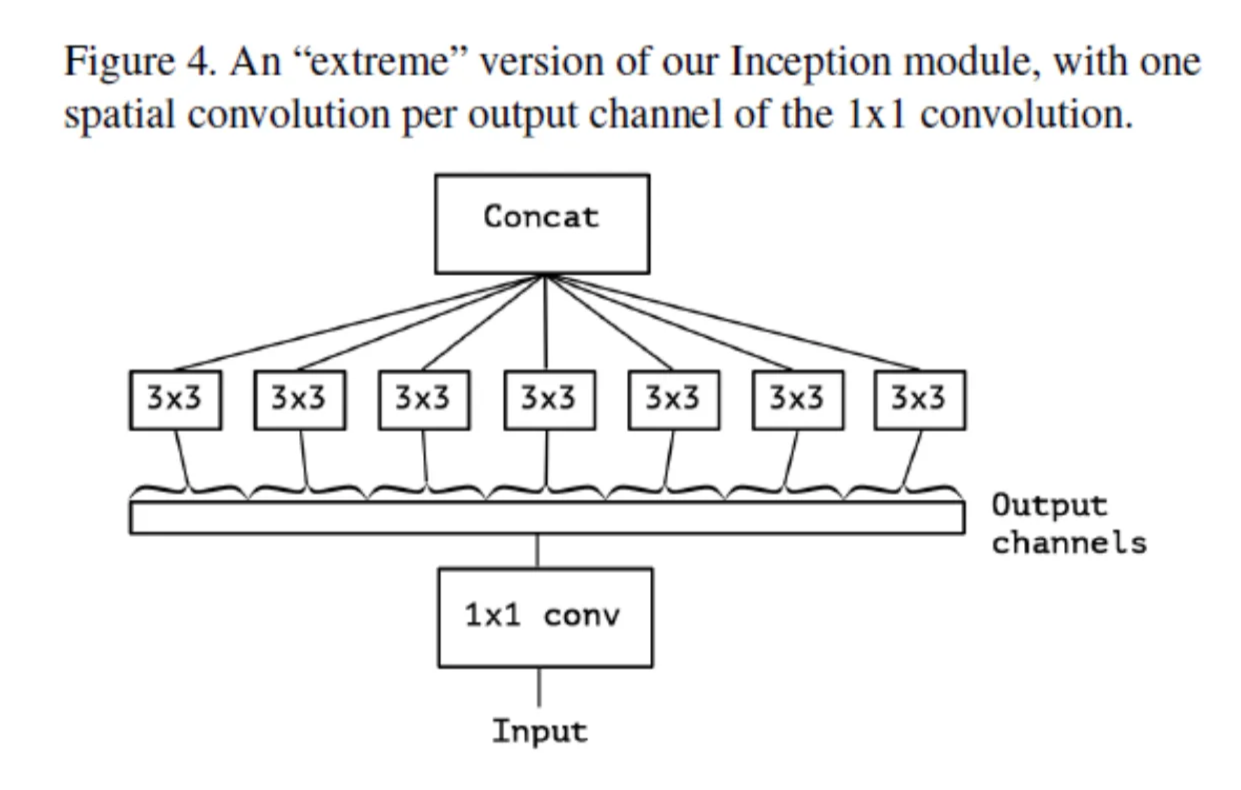 Figure 4. An “extreme” version of our Inception module, with one
spatial convolution per output channel of the 1x1 convolution.
Concat
3x3 3x3 3x3 3x3 3x3 3x3 3x3
Output
channels
1x1 conv
Input